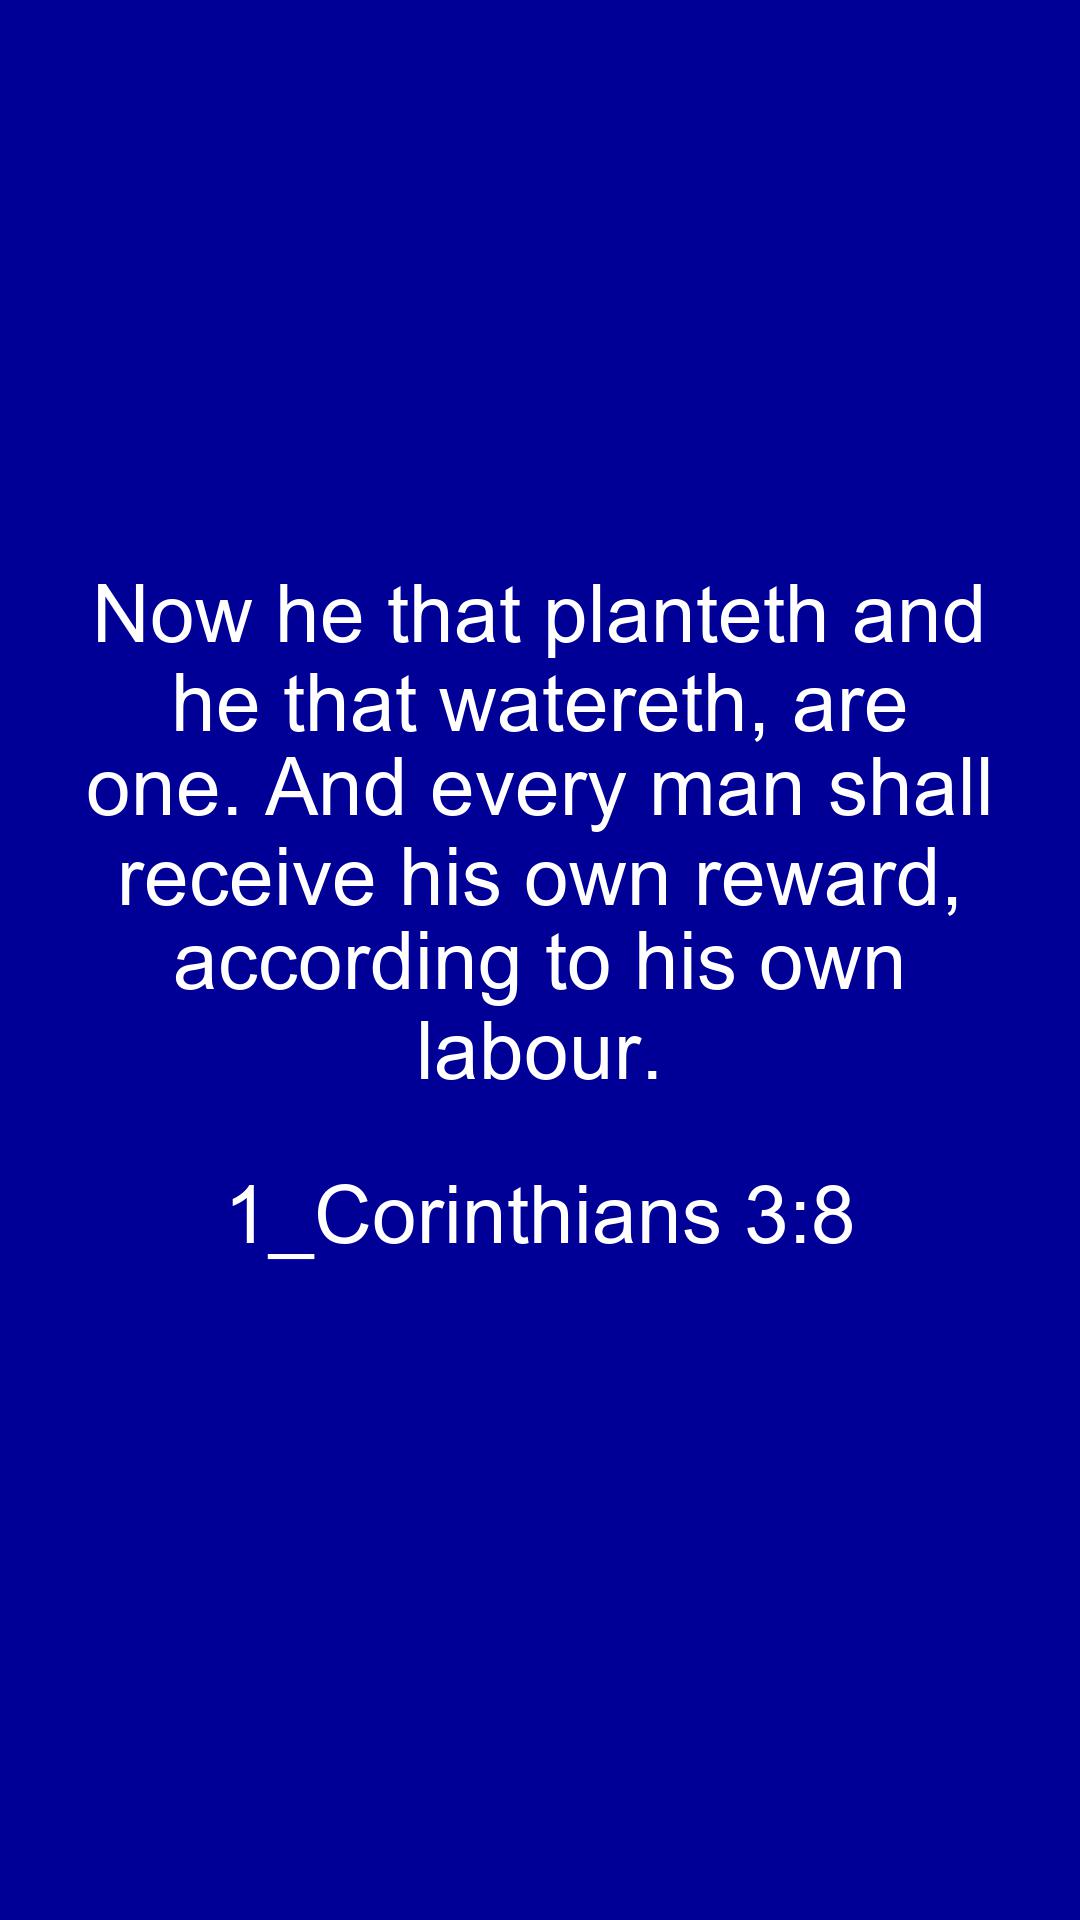 Now he that planteth and
he that watereth, are
one. And every man shall
receive his own reward,
according to his own
labour.
1_Corinthians 3:8